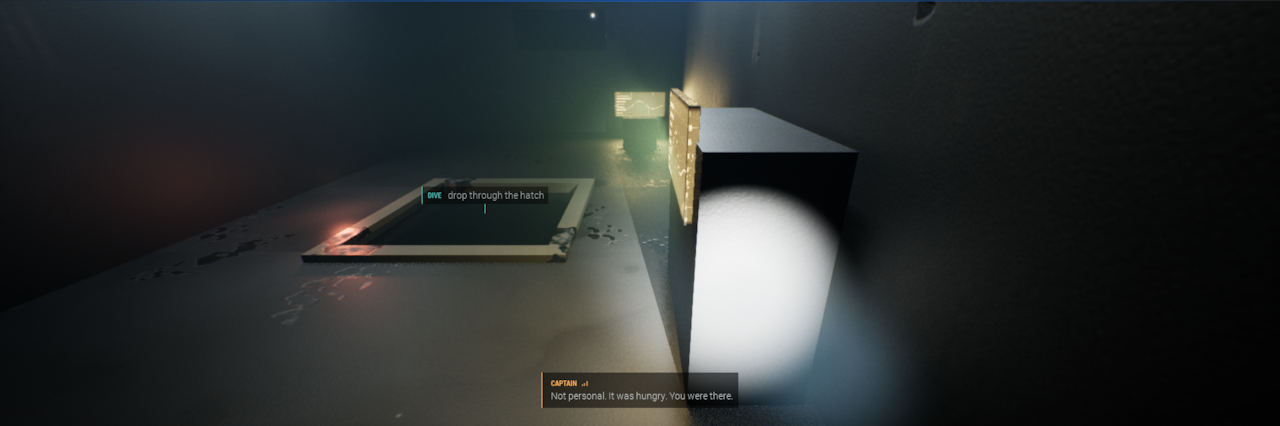 DIVE drop through the hatch
CAPTAIN
Not personal. It was hungry. You were there.